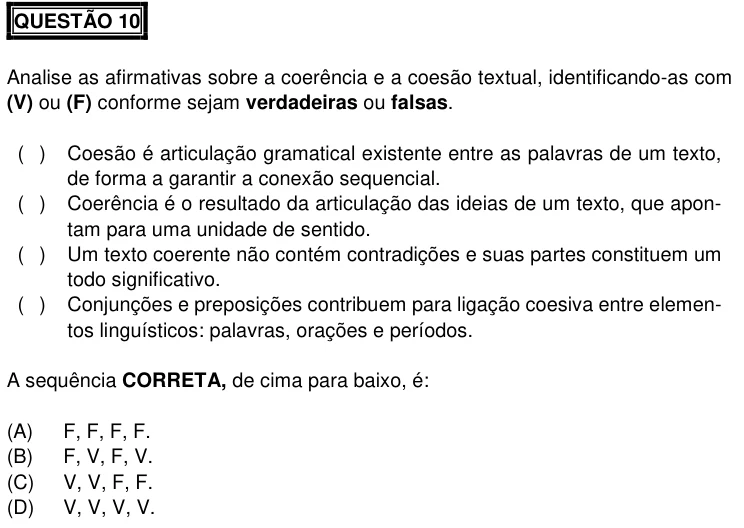 QUESTÃO 10
Analise as afirmativas sobre a coerência e a coesão textual, identificando-as com
(V) ou (F) conforme sejam verdadeiras ou falsas.
( ) Coesão é articulação gramatical existente entre as palavras de um texto,
de forma a garantir a conexão sequencial.
( ) Coerência é o resultado da articulação das ideias de um texto, que apon-
tam para uma unidade de sentido.
( ) Um texto coerente não contém contradições e suas partes constituem um
todo significativo.
( ) Conjunções e preposições contribuem para ligação coesiva entre elemen-
tos linguísticos: palavras, orações e períodos.
A sequência CORRETA, de cima para baixo, é:
(A) F, F, F, F.
(B) F, V, F, V.
(C) V, V, F, F.
(D) V, V, V, V.